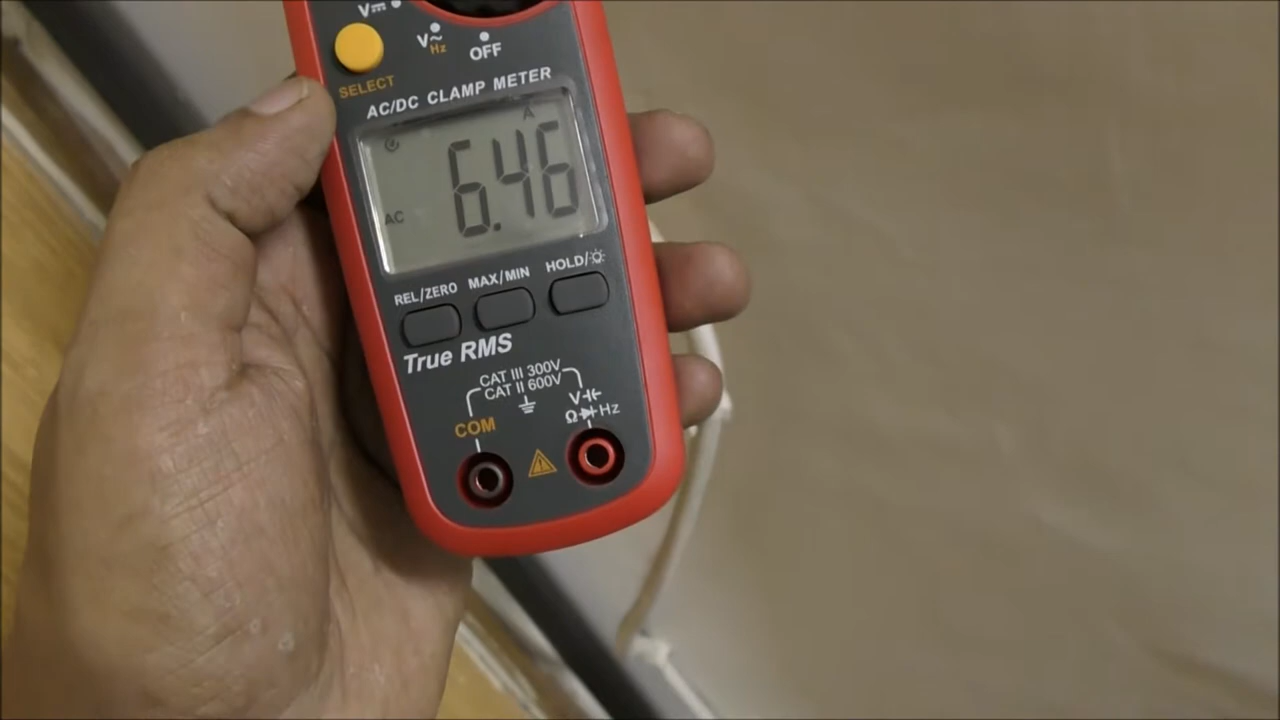 V⎓
V~
Hz
OFF
SELECT
AC/DC CLAMP METER
A
6.46
AC
REL/ZERO MAX/MIN HOLD/
True RMS
CAT III 300V
CAT II 600V
COM
V
Ω Hz